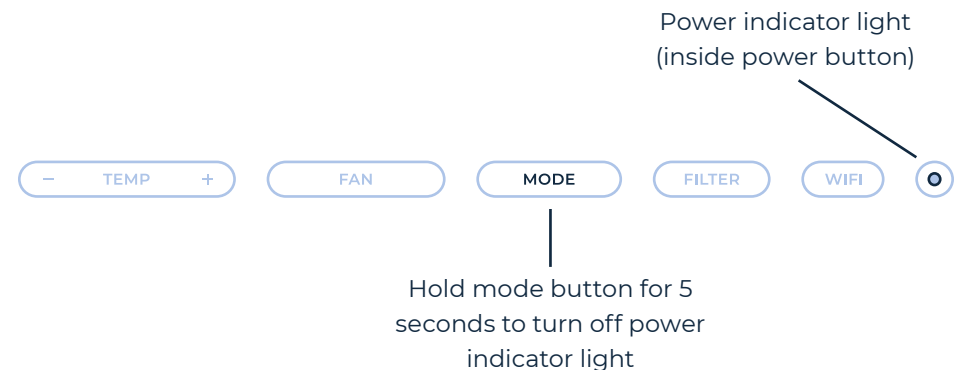 Power indicator light
(inside power button)
− TEMP +
FAN
MODE
FILTER
WIFI
Hold mode button for 5
seconds to turn off power
indicator light